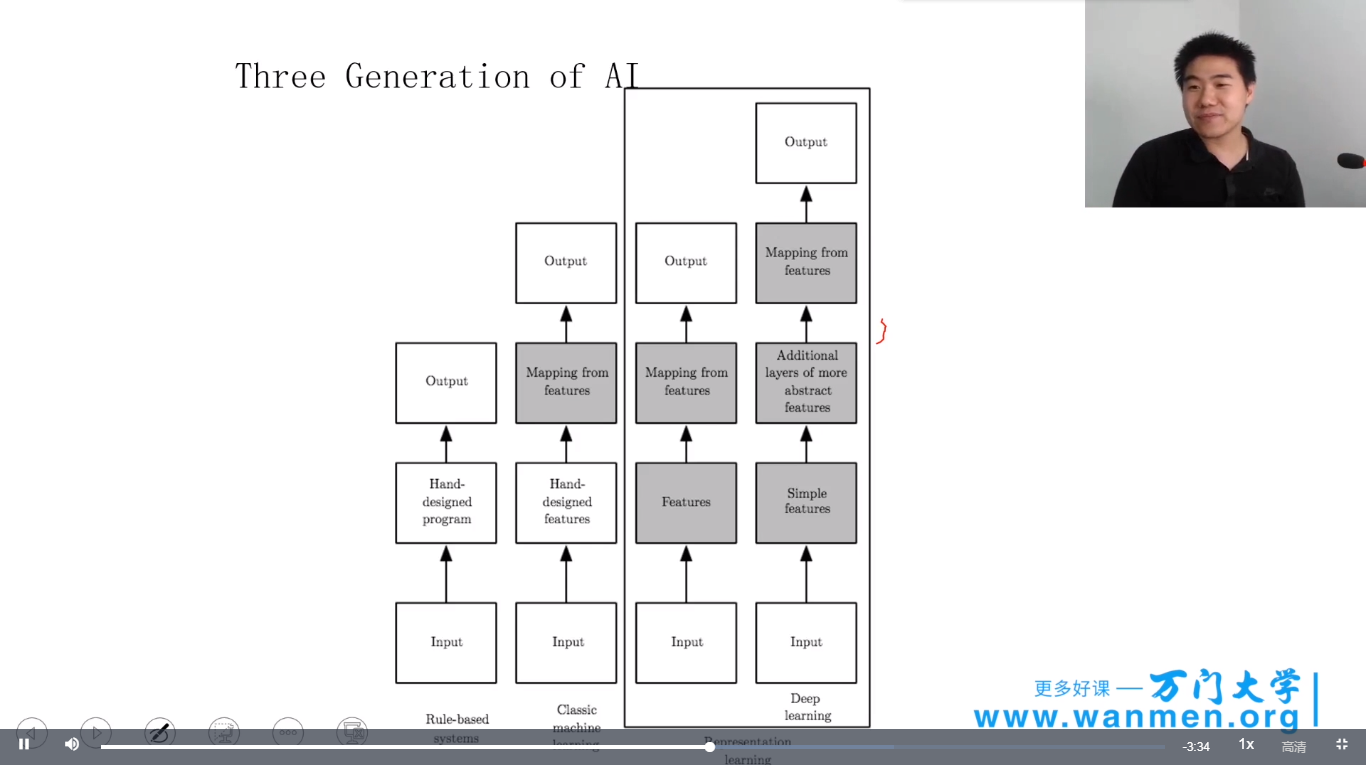 Three Generation of AI
Output
Output
Output
Mapping from
features
Output
Mapping from
features
Mapping from
features
Additional
layers of more
abstract
features
Hand-
designed
program
Hand-
designed
features
Features
Simple
features
Input
Input
Input
Input
Rule-based
systems
Classic
machine
learning
Deep
learning
Representation
learning
更多好课 — 万门大学
www.wanmen.org
-3:34
1x
高清